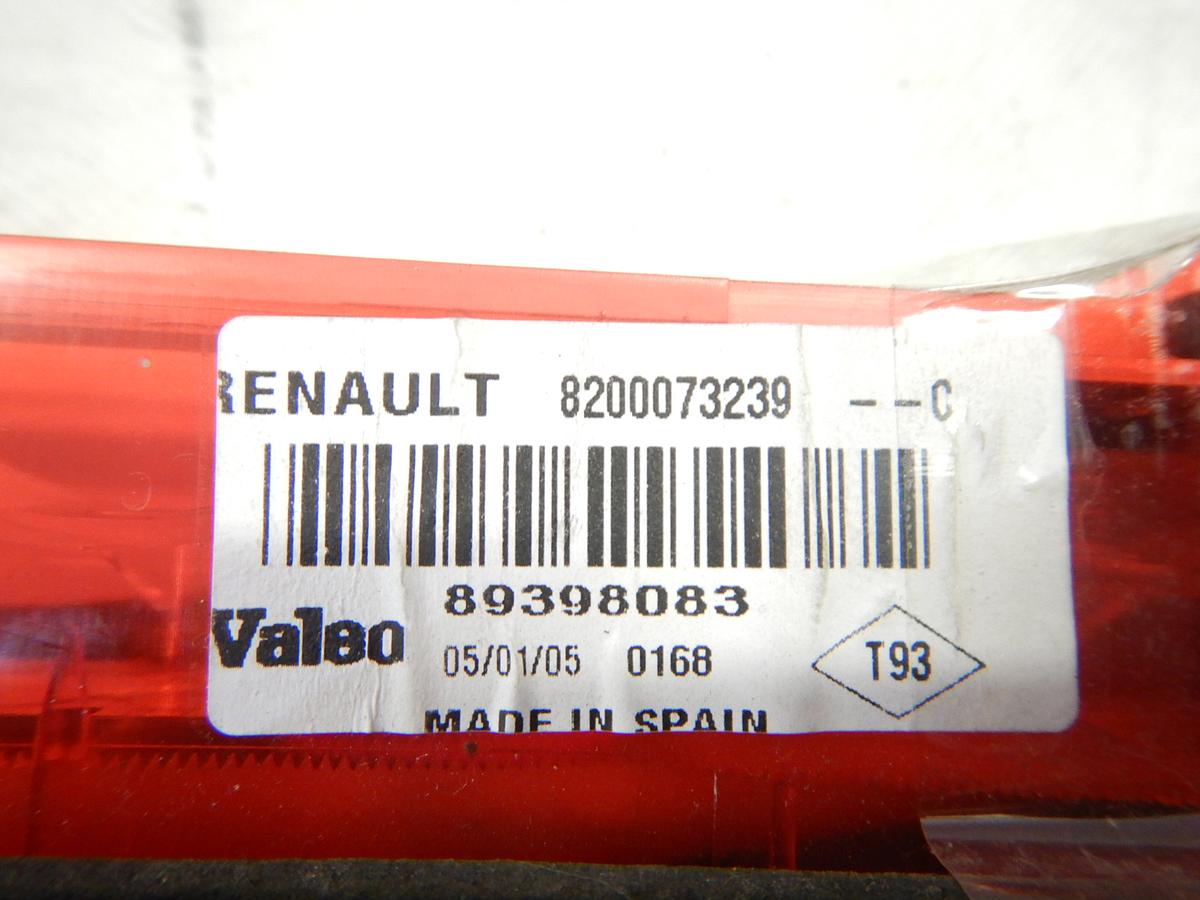 RENAULT 8200073239 --C
89398083
Valeo 05/01/05 0168 T93
MADE IN SPAIN